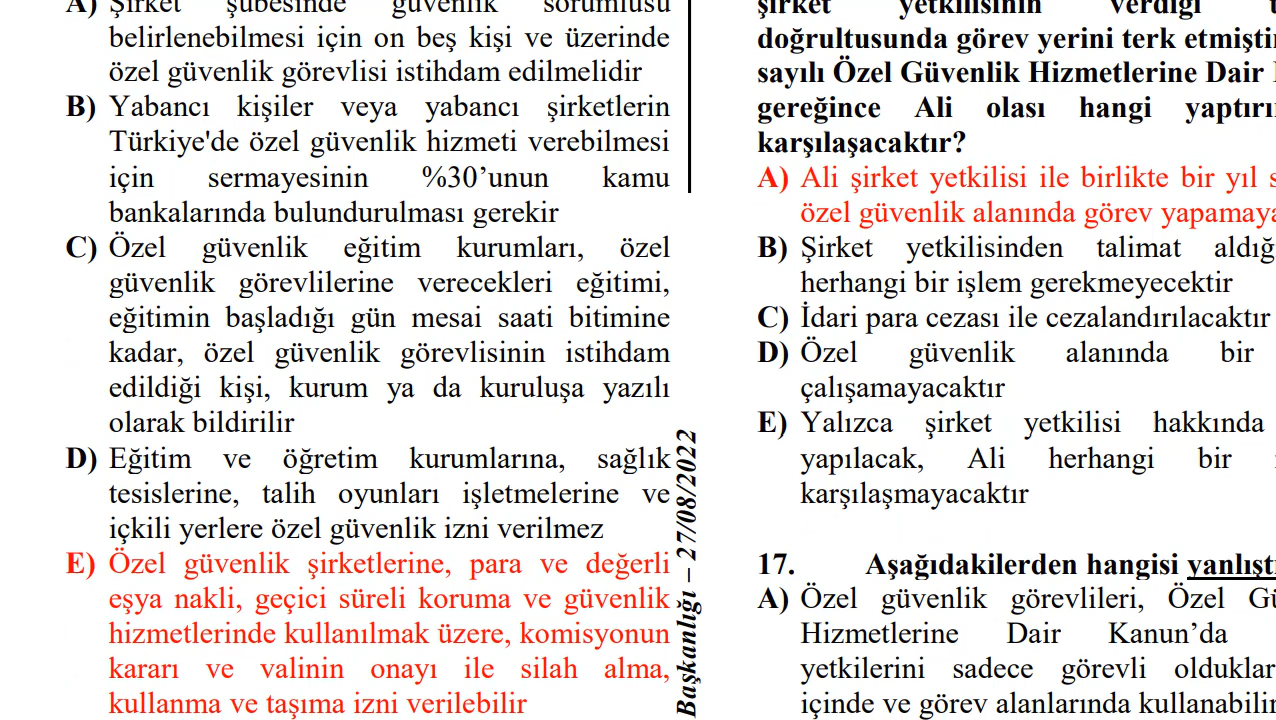 A) Şirket şubesinde güvenlik sorumlusu
belirlenebilmesi için on beş kişi ve üzerinde
özel güvenlik görevlisi istihdam edilmelidir
B) Yabancı kişiler veya yabancı şirketlerin
Türkiye'de özel güvenlik hizmeti verebilmesi
için sermayesinin %30’unun kamu
bankalarında bulundurulması gerekir
C) Özel güvenlik eğitim kurumları, özel
güvenlik görevlilerine verecekleri eğitimi,
eğitimin başladığı gün mesai saati bitimine
kadar, özel güvenlik görevlisinin istihdam
edildiği kişi, kurum ya da kuruluşa yazılı
olarak bildirilir
D) Eğitim ve öğretim kurumlarına, sağlık
tesislerine, talih oyunları işletmelerine ve
içkili yerlere özel güvenlik izni verilmez
E) Özel güvenlik şirketlerine, para ve değerli
eşya nakli, geçici süreli koruma ve güvenlik
hizmetlerinde kullanılmak üzere, komisyonun
kararı ve valinin onayı ile silah alma,
kullanma ve taşıma izni verilebilir
Başkanlığı – 27/08/2022
şirket yetkilisinin verdiği
doğrultusunda görev yerini terk etmişti
sayılı Özel Güvenlik Hizmetlerine Dair
gereğince Ali olası hangi yaptırı
karşılaşacaktır?
A) Ali şirket yetkilisi ile birlikte bir yıl s
özel güvenlik alanında görev yapamaya
B) Şirket yetkilisinden talimat aldığ
herhangi bir işlem gerekmeyecektir
C) İdari para cezası ile cezalandırılacaktır
D) Özel güvenlik alanında bir
çalışamayacaktır
E) Yalızca şirket yetkilisi hakkında
yapılacak, Ali herhangi bir
karşılaşmayacaktır
17. Aşağıdakilerden hangisi yanlıştı
A) Özel güvenlik görevlileri, Özel Gü
Hizmetlerine Dair Kanun’da
yetkilerini sadece görevli oldukları
içinde ve görev alanlarında kullanabilir